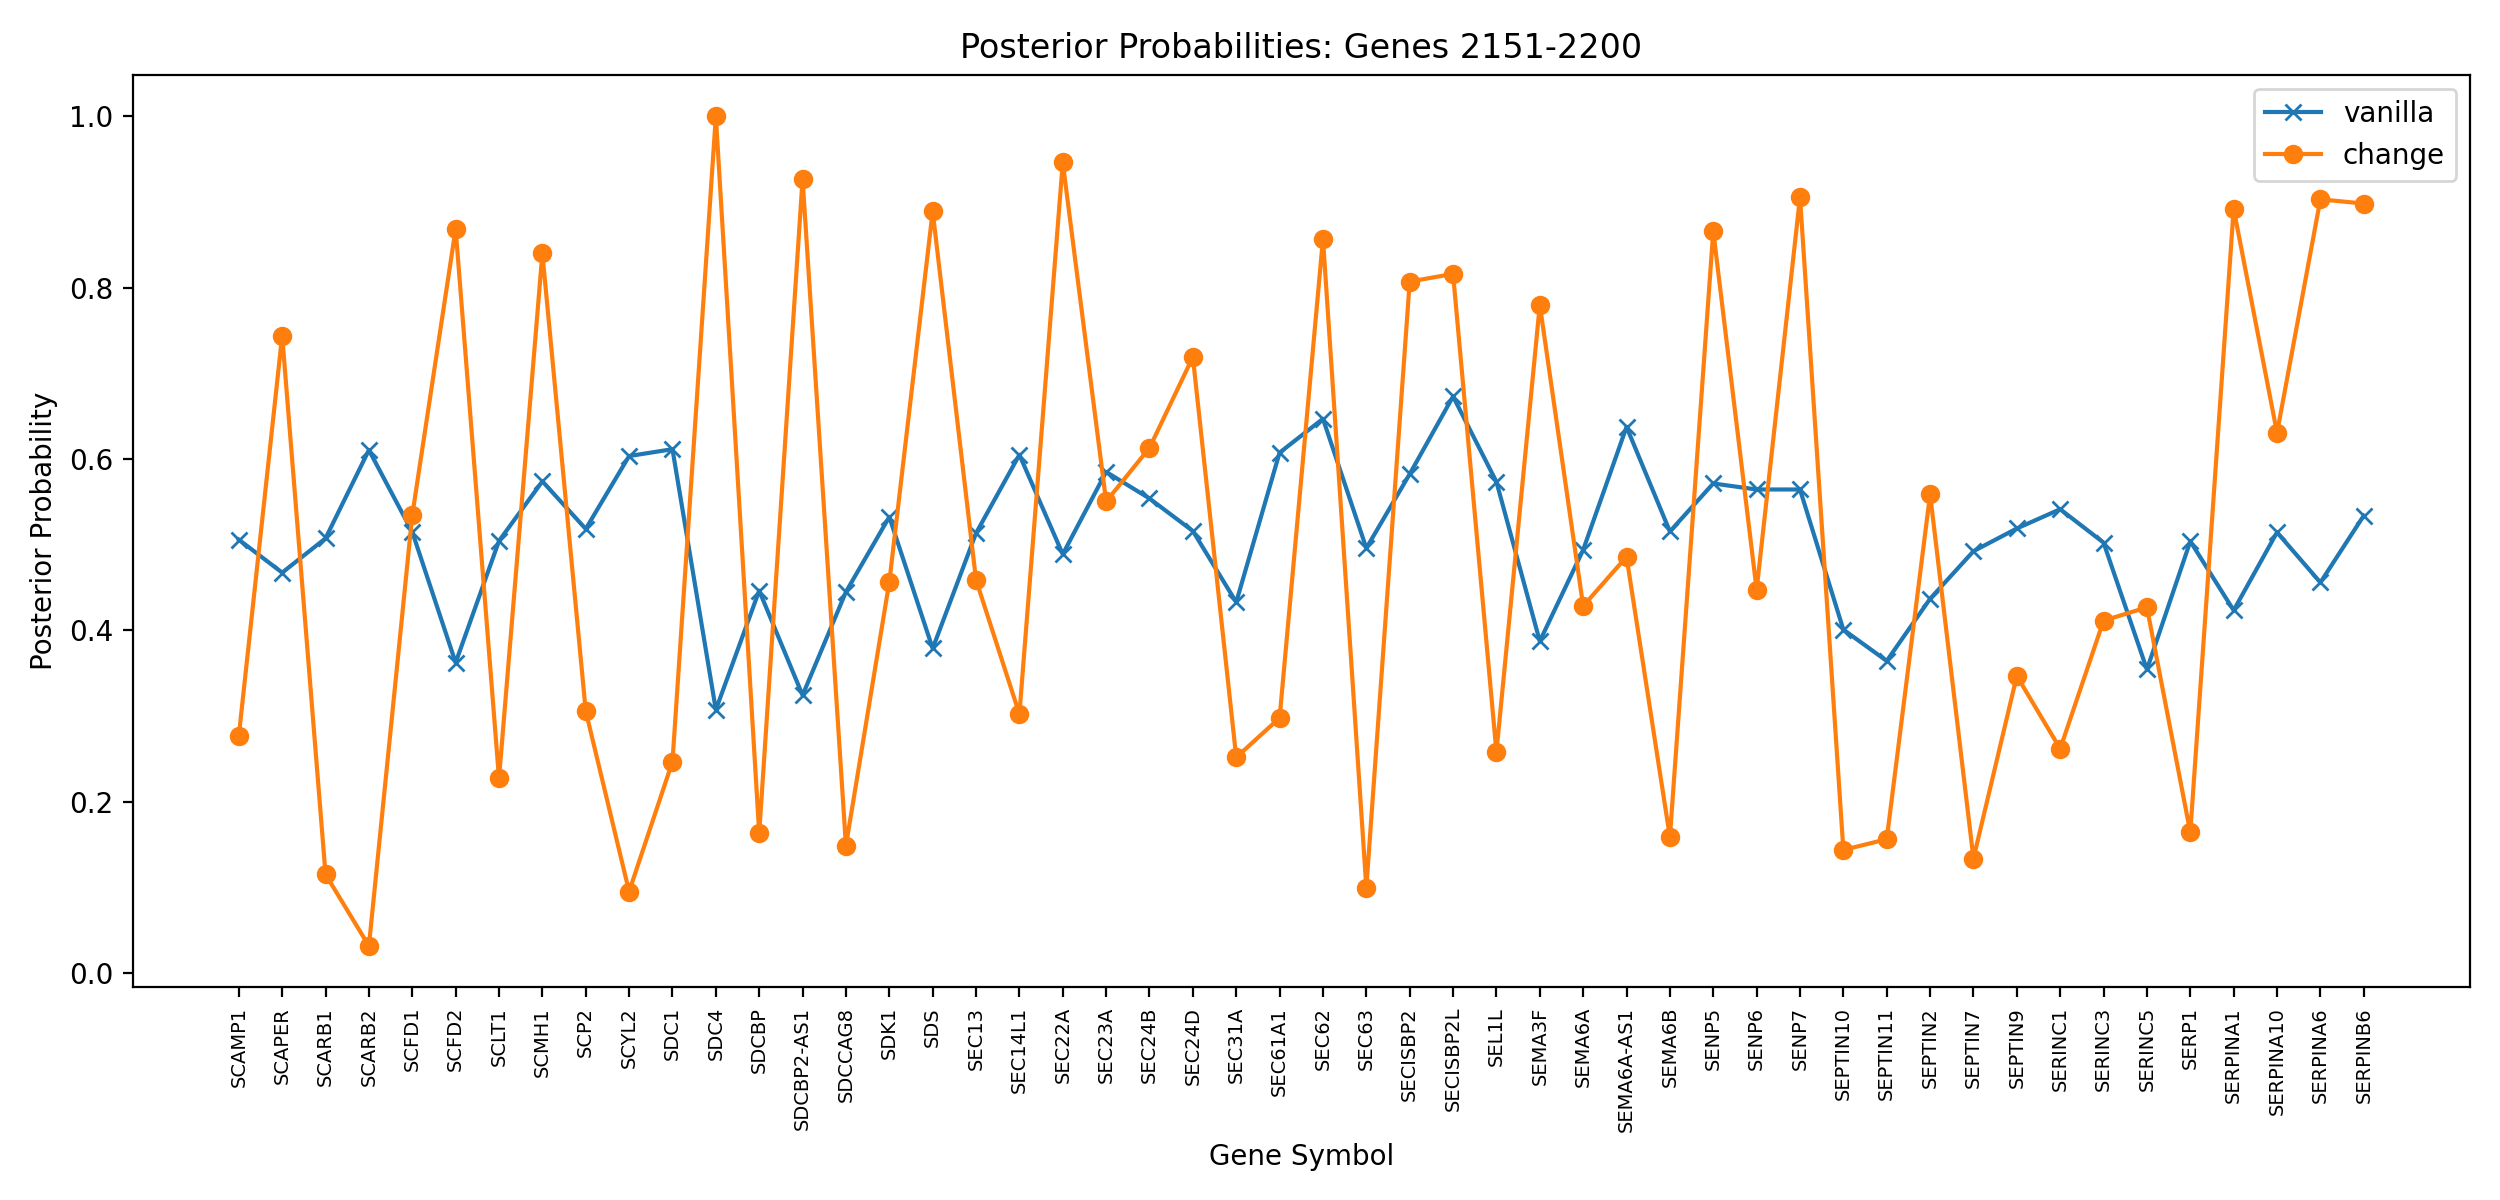 Posterior Probabilities: Genes 2151-2200
vanilla
change
Posterior Probability
1.0
0.8
0.6
0.4
0.2
0.0
SCAMP1
SCAPER
SCARB1
SCARB2
SCFD1
SCFD2
SCLT1
SCMH1
SCP2
SCYL2
SDC1
SDC4
SDCBP
SDCBP2-AS1
SDCCAG8
SDK1
SDS
SEC13
SEC14L1
SEC22A
SEC23A
SEC24B
SEC24D
SEC31A
SEC61A1
SEC62
SEC63
SECISBP2
SECISBP2L
SEL1L
SEMA3F
SEMA6A
SEMA6A-AS1
SEMA6B
SENP5
SENP6
SENP7
SEPTIN10
SEPTIN11
SEPTIN2
SEPTIN7
SEPTIN9
SERINC1
SERINC3
SERINC5
SERP1
SERPINA1
SERPINA10
SERPINA6
SERPINB6
Gene Symbol